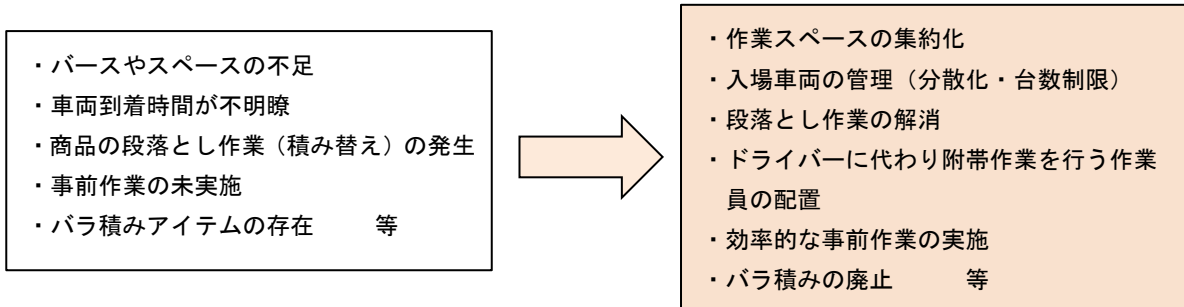 ・バースやスペースの不足
・車両到着時間が不明瞭
・商品の段落とし作業（積み替え）の発生
・事前作業の未実施
・バラ積みアイテムの存在　　等
・作業スペースの集約化
・入場車両の管理（分散化・台数制限）
・段落とし作業の解消
・ドライバーに代わり附帯作業を行う作業
員の配置
・効率的な事前作業の実施
・バラ積みの廃止　　等